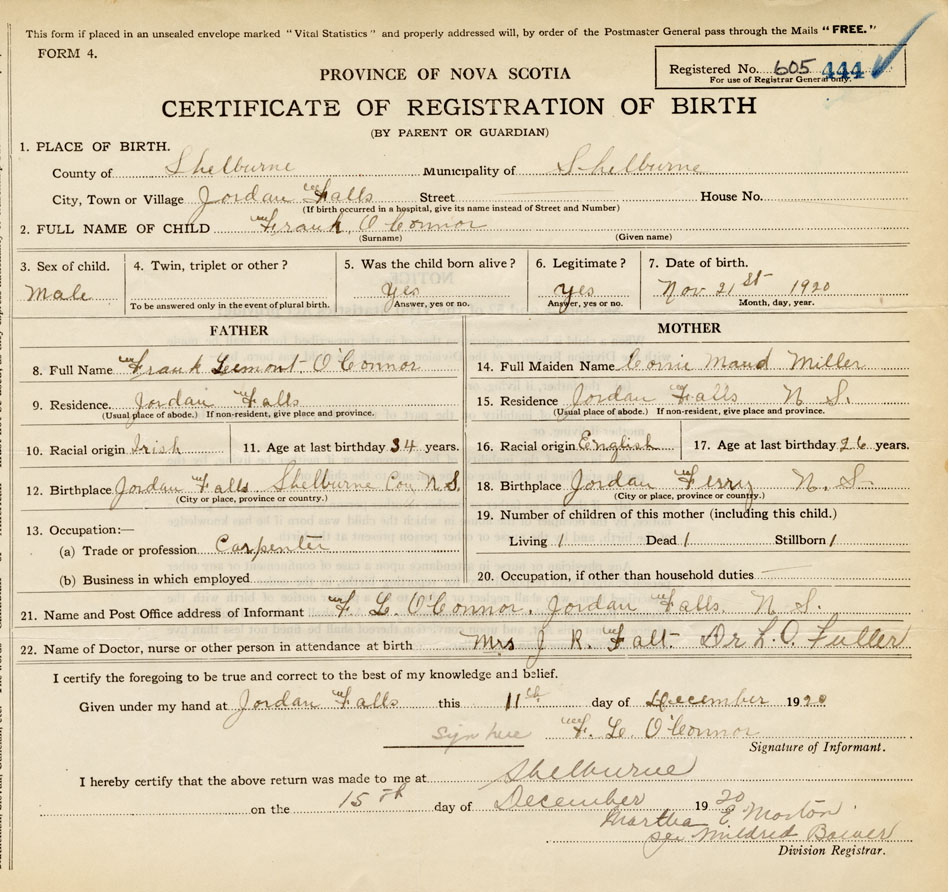 This form if placed in an unsealed envelope marked "Vital Statistics" and properly addressed will, by order of the Postmaster General pass through the Mails "FREE."
FORM 4.
Registered No. 605 444
For use of Registrar General only.
PROVINCE OF NOVA SCOTIA
CERTIFICATE OF REGISTRATION OF BIRTH
(BY PARENT OR GUARDIAN)
1. PLACE OF BIRTH.
County of Shelburne Municipality of Shelburne
City, Town or Village Jordan Falls Street House No.
(If birth occurred in a hospital, give its name instead of Street and Number)
2. FULL NAME OF CHILD Frank O'Connor
(Surname) (Given name)
3. Sex of child. 4. Twin, triplet or other? 5. Was the child born alive? 6. Legitimate? 7. Date of birth.
Male Yes Yes Nov 21st 1920
To be answered only in the event of plural birth. Answer, yes or no. Answer, yes or no. Month, day, year.
FATHER
8. Full Name Frank Lemont O'Connor
9. Residence. Jordan Falls
(Usual place of abode.) If non-resident, give place and province.
10. Racial origin Irish 11. Age at last birthday 34 years.
12. Birthplace Jordan Falls Shelburne Co, N.S.
(City or place, province or country.)
13. Occupation:—
(a) Trade or profession Carpenter
(b) Business in which employed
MOTHER
14. Full Maiden Name Maud Miller
15. Residence Jordan Falls N S.
(Usual place of abode.) If non-resident, give place and province.
16. Racial origin English 17. Age at last birthday 26 years.
18. Birthplace Jordan Ferry N. S.
(City or place, province or country.)
19. Number of children of this mother (including this child.)
Living 1 Dead 1 Stillborn 1
20. Occupation, if other than household duties
21. Name and Post Office address of Informant F. L. O'Connor. Jordan Falls. N. S.
22. Name of Doctor, nurse or other person in attendance at birth Mrs J R. Falt. Dr L. O. Fuller
I certify the foregoing to be true and correct to the best of my knowledge and belief.
Given under my hand at Jordan Falls this 11th day of December 1920
Sign here F. L. O'Connor
Signature of Informant.
I hereby certify that the above return was made to me at Shelburne
on the 15th day of December 1920
Martha E Morton
per Mildred Bower
Division Registrar.